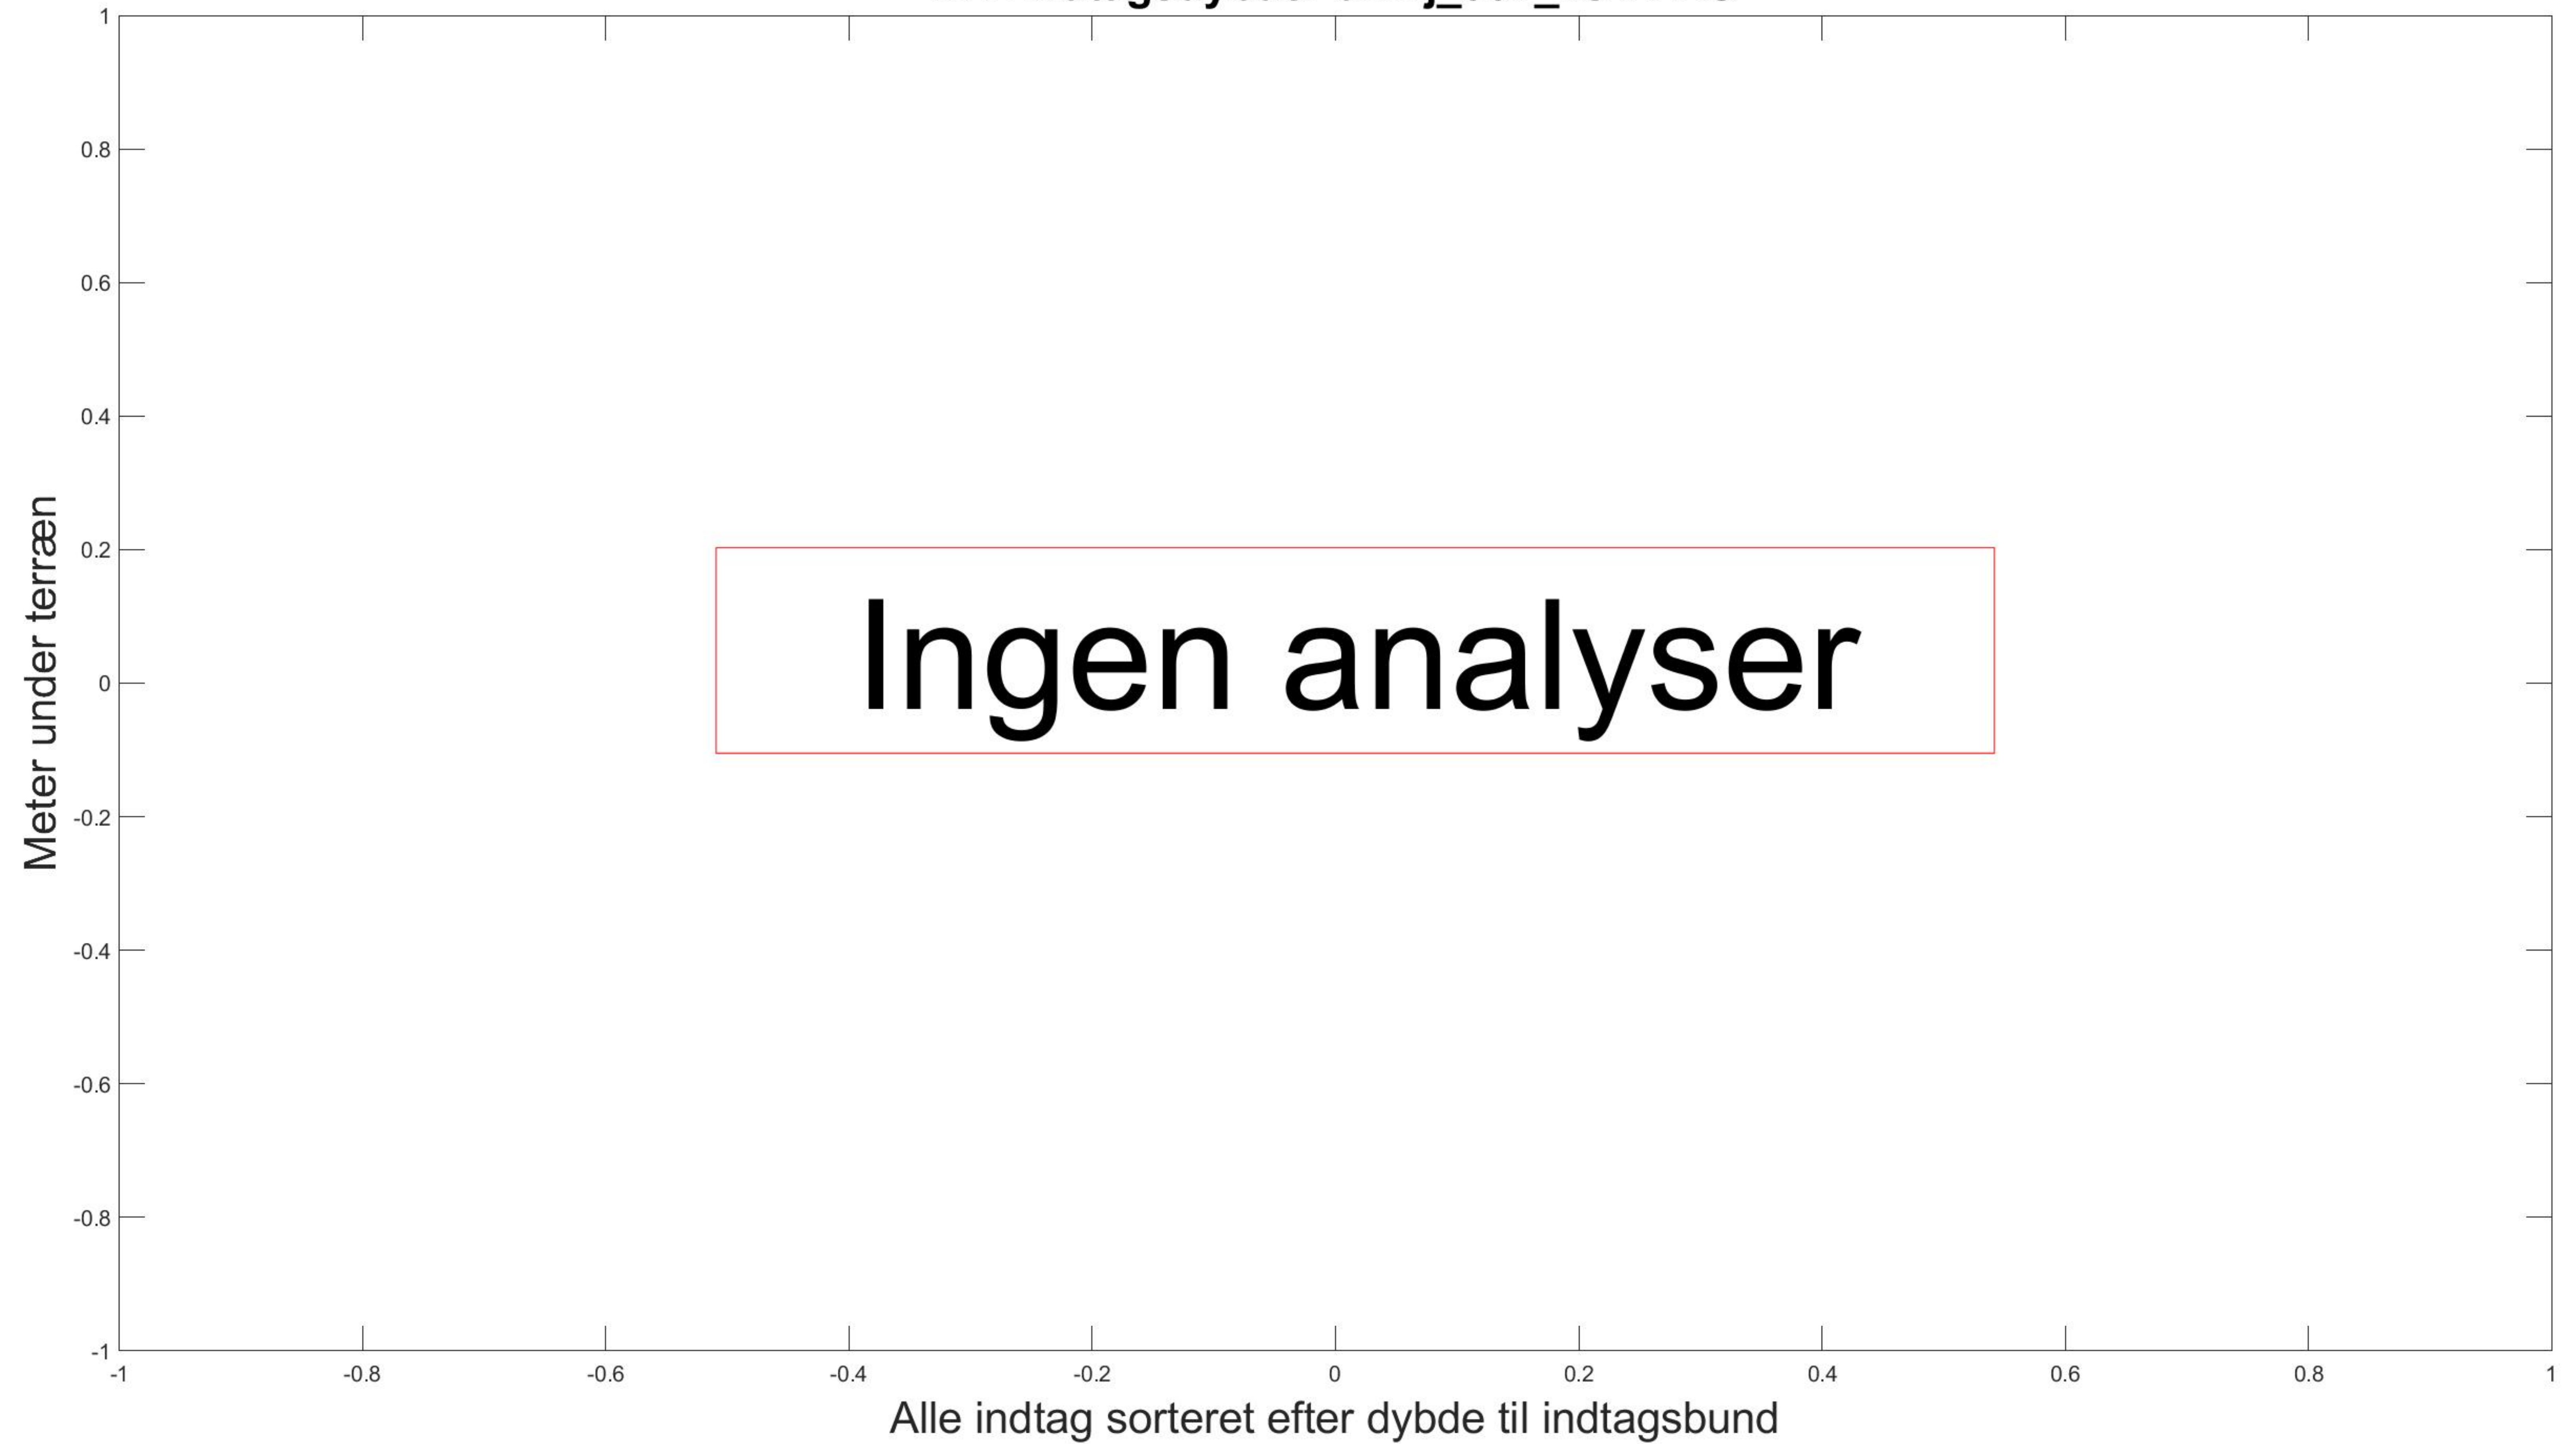 1
0.8
0.6
0.4
0.2
0
-0.2
-0.4
-0.6
-0.8
-1
Meter under terræn
Ingen analyser
-1 -0.8 -0.6 -0.4 -0.2 0 0.2 0.4 0.6 0.8 1
Alle indtag sorteret efter dybde til indtagsbund